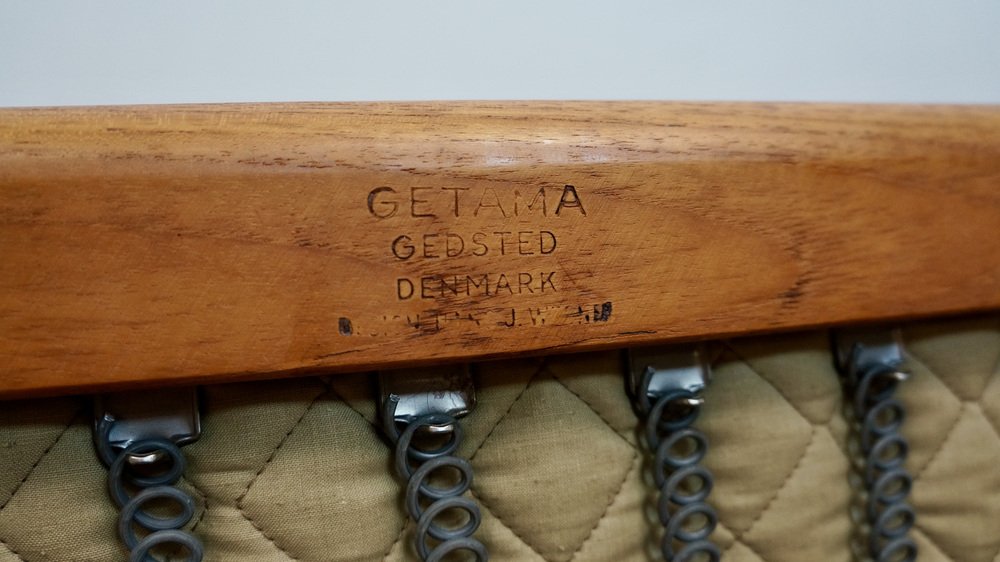 GETAMA
GEDSTED
DENMARK
J.W